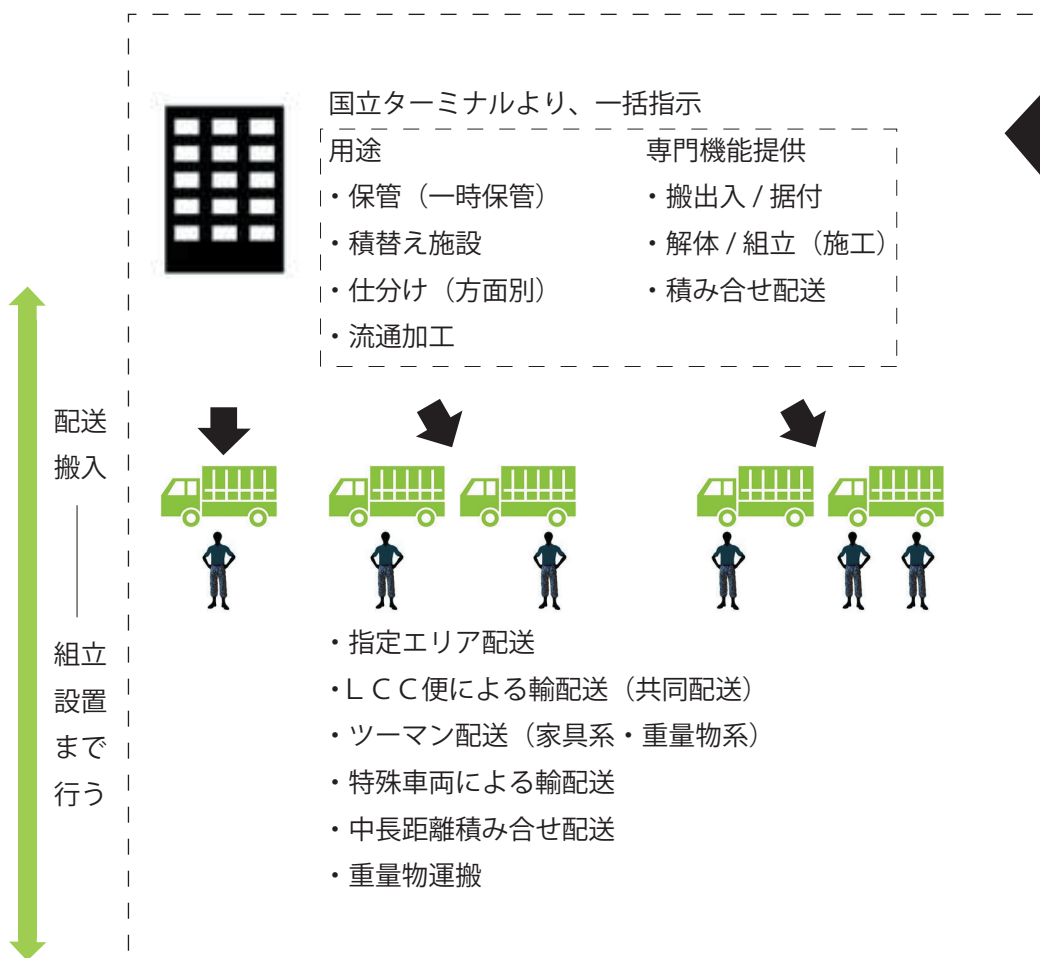 国立ターミナルより、一括指示
用途
・保管（一時保管）
・積替え施設
・仕分け（方面別）
・流通加工
専門機能提供
・搬出入 / 据付
・解体 / 組立（施工）
・積み合せ配送
配送
搬入
組立
設置
まで
行う
・指定エリア配送
・ＬＣＣ便による輸配送（共同配送）
・ツーマン配送（家具系・重量物系）
・特殊車両による輸配送
・中長距離積み合せ配送
・重量物運搬